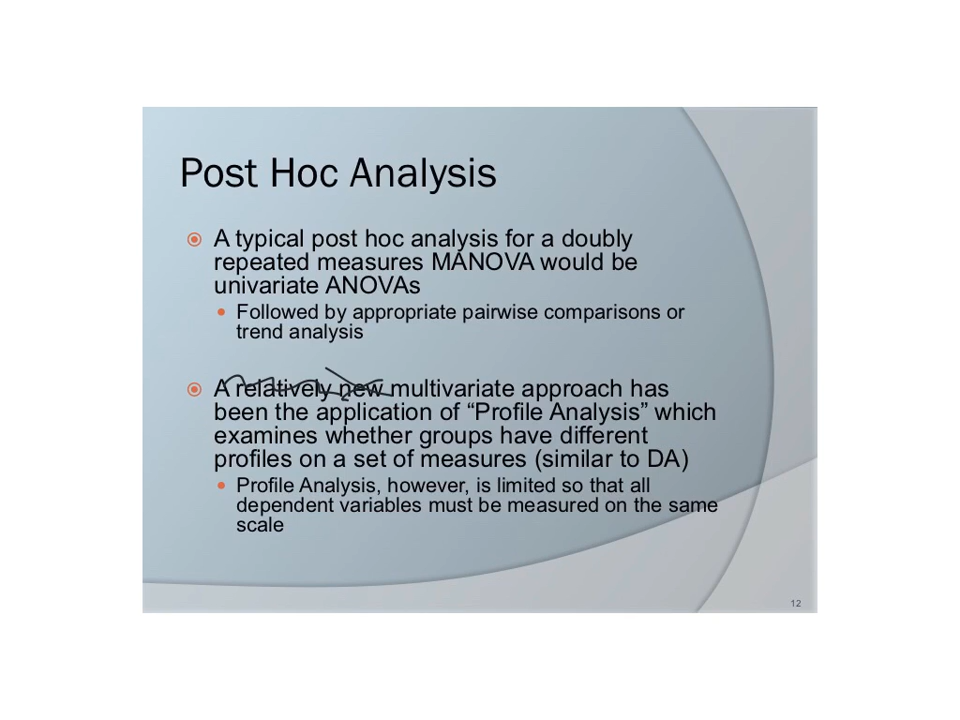 Post Hoc Analysis
A typical post hoc analysis for a doubly
repeated measures MANOVA would be
univariate ANOVAs
Followed by appropriate pairwise comparisons or
trend analysis
A relatively new multivariate approach has
been the application of “Profile Analysis” which
examines whether groups have different
profiles on a set of measures (similar to DA)
Profile Analysis, however, is limited so that all
dependent variables must be measured on the same
scale
12